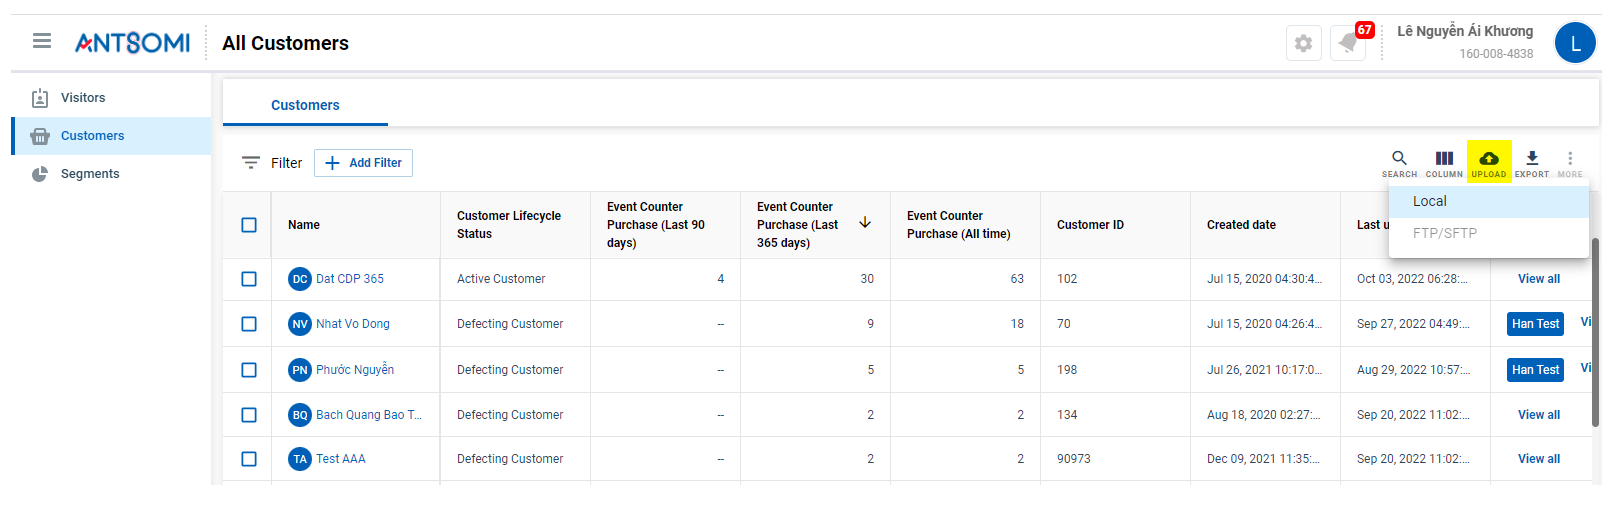 ANTSOMI
All Customers
67
Lê Nguyễn Ái Khương
160-008-4838
L
Visitors
Customers
Segments
Customers
Filter
Add Filter
SEARCH
COLUMN
UPLOAD
EXPORT
MORE
Local
FTP/SFTP
Name
Customer Lifecycle
Status
Event Counter
Purchase (Last 90
days)
Event Counter
Purchase (Last
365 days)
Event Counter
Purchase (All time)
Customer ID
Created date
Last u
DC Dat CDP 365 Active Customer 4 30 63 102 Jul 15, 2020 04:30:4... Oct 03, 2022 06:28:... View all
NV Nhat Vo Dong Defecting Customer -- 9 18 70 Jul 15, 2020 04:26:4... Sep 27, 2022 04:49:... Han Test Vi
PN Phước Nguyễn Defecting Customer -- 5 5 198 Jul 26, 2021 10:17:0... Aug 29, 2022 10:57:... Han Test Vi
BQ Bach Quang Bao T... Defecting Customer -- 2 2 134 Aug 18, 2020 02:27:... Sep 20, 2022 11:02:... View all
TA Test AAA Defecting Customer -- 2 2 90973 Dec 09, 2021 11:35:... Sep 20, 2022 11:02:... View all